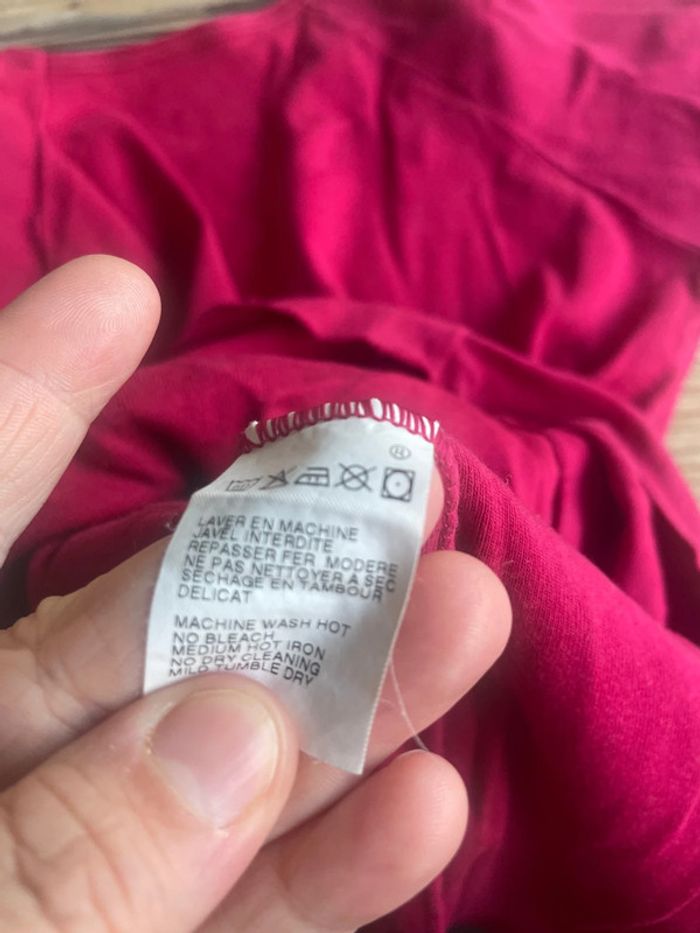 ®
LAVER EN MACHINE
JAVEL INTERDITE
REPASSER FER MODERE
NE PAS NETTOYER A SEC
SECHAGE EN TAMBOUR
DELICAT
MACHINE WASH HOT
NO BLEACH
MEDIUM HOT IRON
NO DRY CLEANING
MILD TUMBLE DRY